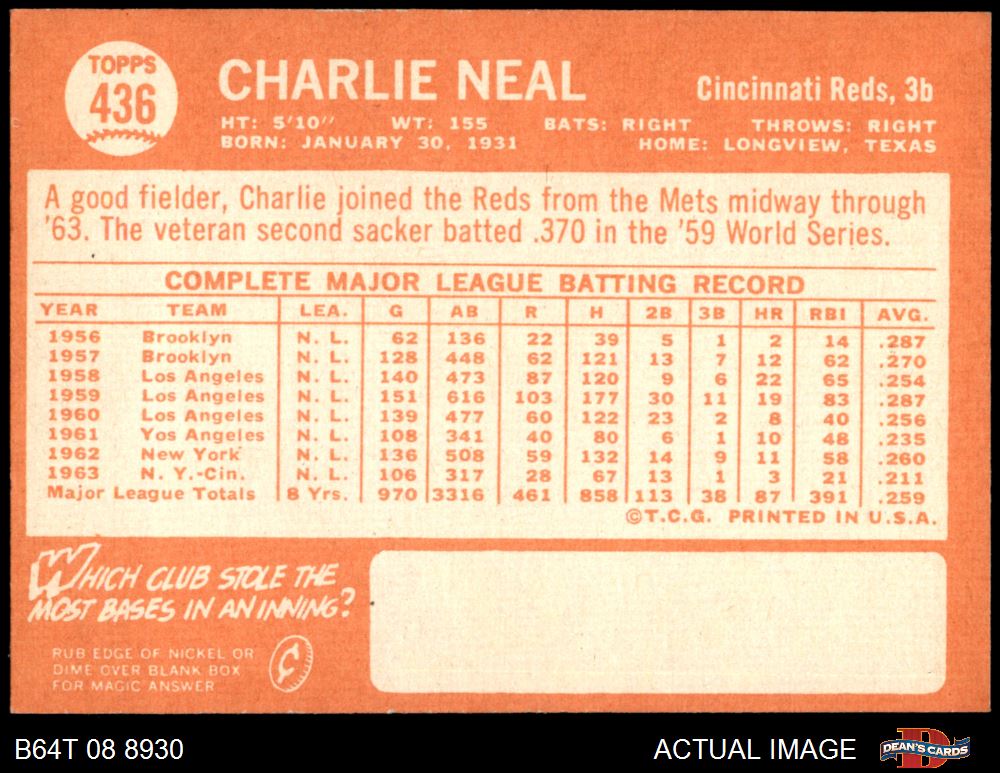 TOPPS
436
CHARLIE NEAL
Cincinnati Reds, 3b
HT: 5'10" WT: 155 BATS: RIGHT THROWS: RIGHT
BORN: JANUARY 30, 1931 HOME: LONGVIEW, TEXAS
A good fielder, Charlie joined the Reds from the Mets midway through
'63. The veteran second sacker batted .370 in the '59 World Series.
COMPLETE MAJOR LEAGUE BATTING RECORD
YEAR TEAM LEA. G AB R H 2B 3B HR RBI AVG.
1956 Brooklyn N. L. 62 136 22 39 5 1 2 14 .287
1957 Brooklyn N. L. 128 448 62 121 13 7 12 62 .270
1958 Los Angeles N. L. 140 473 87 120 9 6 22 65 .254
1959 Los Angeles N. L. 151 616 103 177 30 11 19 83 .287
1960 Los Angeles N. L. 139 477 60 122 23 2 8 40 .256
1961 Yos Angeles N. L. 108 341 40 80 6 1 10 48 .235
1962 New York N. L. 136 508 59 132 14 9 11 58 .260
1963 N. Y.-Cin. N. L. 106 317 28 67 13 1 3 21 .211
Major League Totals 8 Yrs. 970 3316 461 858 113 38 87 391 .259
©T.C.G. PRINTED IN U.S.A.
WHICH CLUB STOLE THE
MOST BASES IN AN INNING?
RUB EDGE OF NICKEL OR
DIME OVER BLANK BOX
FOR MAGIC ANSWER
¢
B64T 08 8930
ACTUAL IMAGE
DEAN'S CARDS